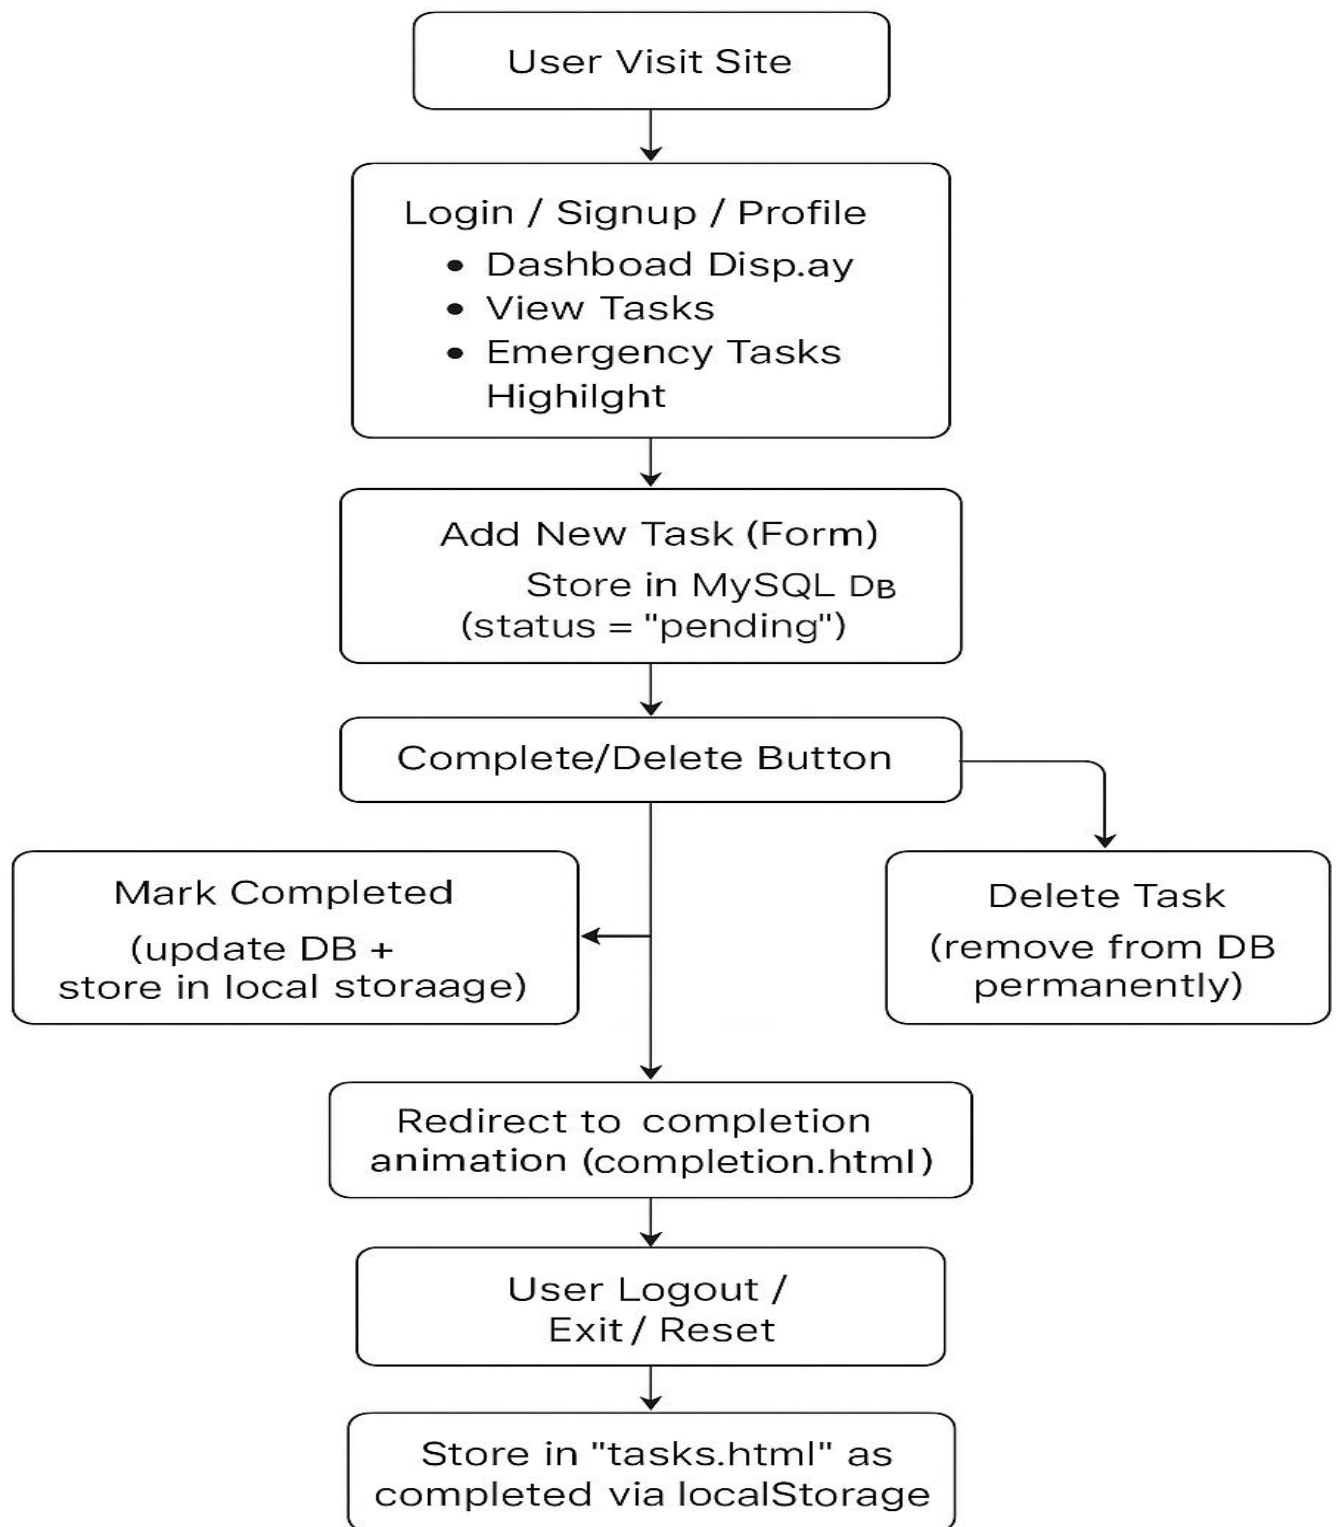 User Visit Site
Login / Signup / Profile
• Dashboad Disp.ay
• View Tasks
• Emergency Tasks
Highilght
Add New Task (Form)
Store in MySQL DB
(status = "pending")
Complete/Delete Button
Mark Completed
(update DB +
store in local storaage)
Delete Task
(remove from DB
permanently)
Redirect to completion
animation (completion.html)
User Logout /
Exit / Reset
Store in "tasks.html" as
completed via localStorage